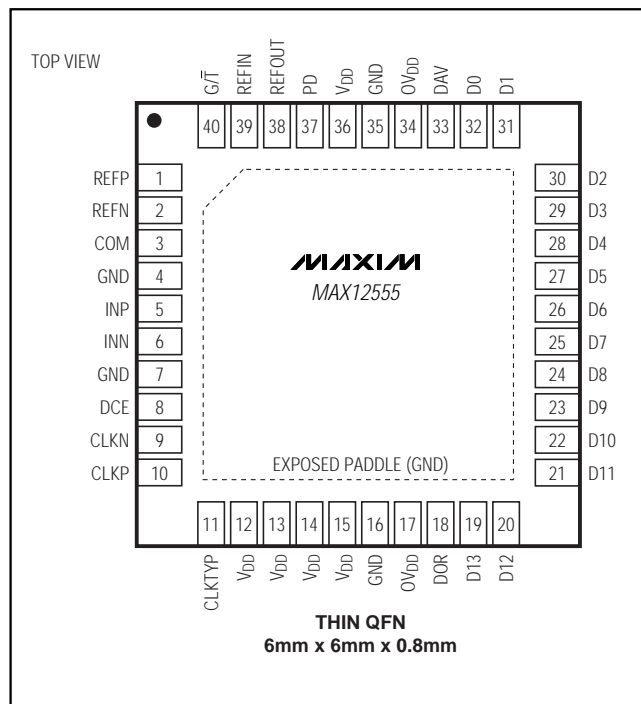 TOP VIEW
G/T̅
REFIN
REFOUT
PD
VDD
GND
OVDD
DAV
D0
D1
40 39 38 37 36 35 34 33 32 31
REFP 1
REFN 2
COM 3
GND 4
INP 5
INN 6
GND 7
DCE 8
CLKN 9
CLKP 10
MAXIM
MAX12555
EXPOSED PADDLE (GND)
30 D2
29 D3
28 D4
27 D5
26 D6
25 D7
24 D8
23 D9
22 D10
21 D11
11 12 13 14 15 16 17 18 19 20
CLKTYP
VDD
VDD
VDD
VDD
GND
OVDD
DOR
D13
D12
THIN QFN
6mm x 6mm x 0.8mm